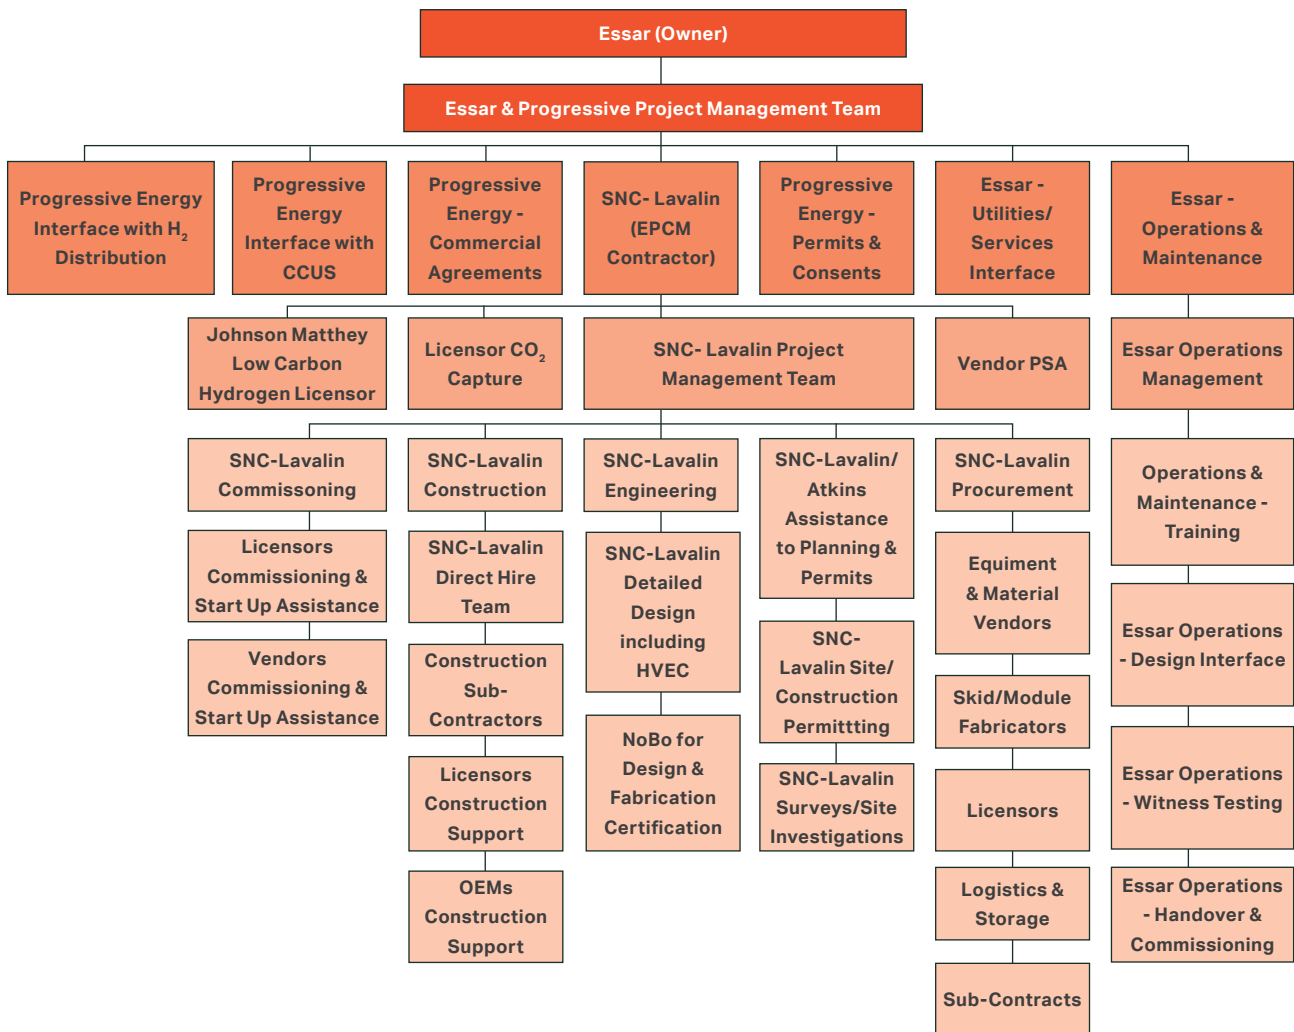 Essar (Owner)
Essar & Progressive Project Management Team
Progressive Energy
Interface with H₂
Distribution
Progressive
Energy
Interface with
CCUS
Progressive
Energy -
Commercial
Agreements
SNC- Lavalin
(EPCM
Contractor)
Progressive
Energy -
Permits &
Consents
Essar -
Utilities/
Services
Interface
Essar -
Operations &
Maintenance
Johnson Matthey
Low Carbon
Hydrogen Licensor
Licensor CO₂
Capture
SNC- Lavalin Project
Management Team
Vendor PSA
Essar Operations
Management
SNC-Lavalin
Commissoning
SNC-Lavalin
Construction
SNC-Lavalin
Engineering
SNC-Lavalin/
Atkins
Assistance
to Planning &
Permits
SNC-Lavalin
Procurement
Operations &
Maintenance -
Training
Licensors
Commissioning &
Start Up Assistance
SNC-Lavalin
Direct Hire
Team
SNC-Lavalin
Detailed
Design
including
HVEC
Equiment
& Material
Vendors
Essar Operations
- Design Interface
Vendors
Commissioning &
Start Up Assistance
Construction
Sub-
Contractors
SNC-
Lavalin Site/
Construction
Permittting
Skid/Module
Fabricators
NoBo for
Design &
Fabrication
Certification
Essar Operations
- Witness Testing
Licensors
Construction
Support
SNC-Lavalin
Surveys/Site
Investigations
Licensors
OEMs
Construction
Support
Logistics &
Storage
Essar Operations
- Handover &
Commissioning
Sub-Contracts